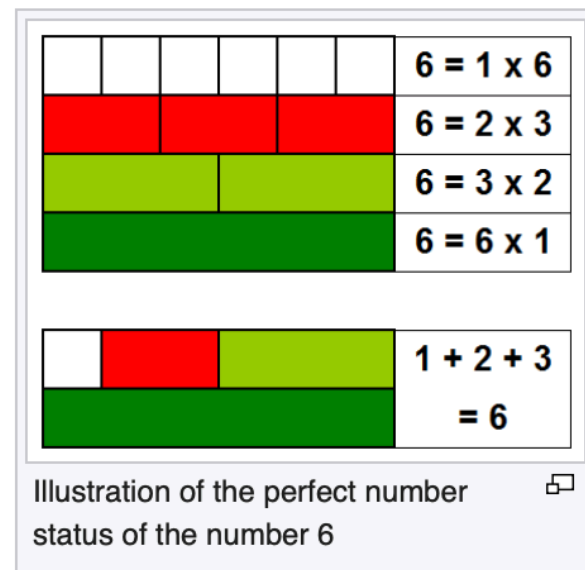 6 = 1 x 6
6 = 2 x 3
6 = 3 x 2
6 = 6 x 1
1 + 2 + 3
= 6
Illustration of the perfect number
status of the number 6